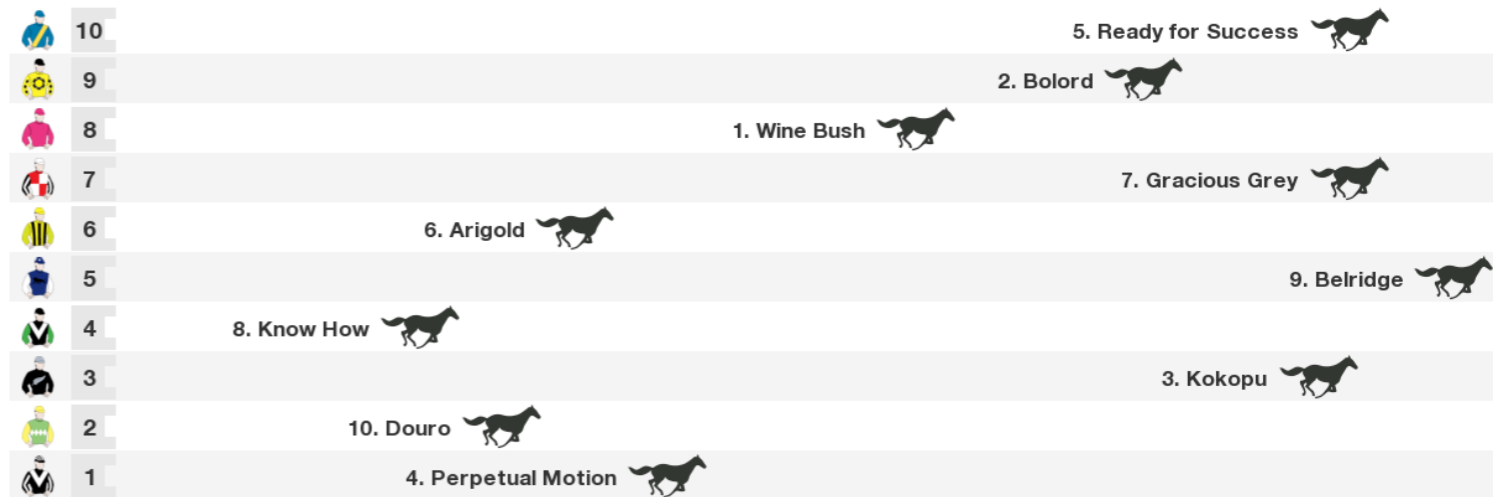 10 5. Ready for Success
9 2. Bolord
8 1. Wine Bush
7 7. Gracious Grey
6 6. Arigold
5 9. Belridge
4 8. Know How
3 3. Kokopu
2 10. Douro
1 4. Perpetual Motion